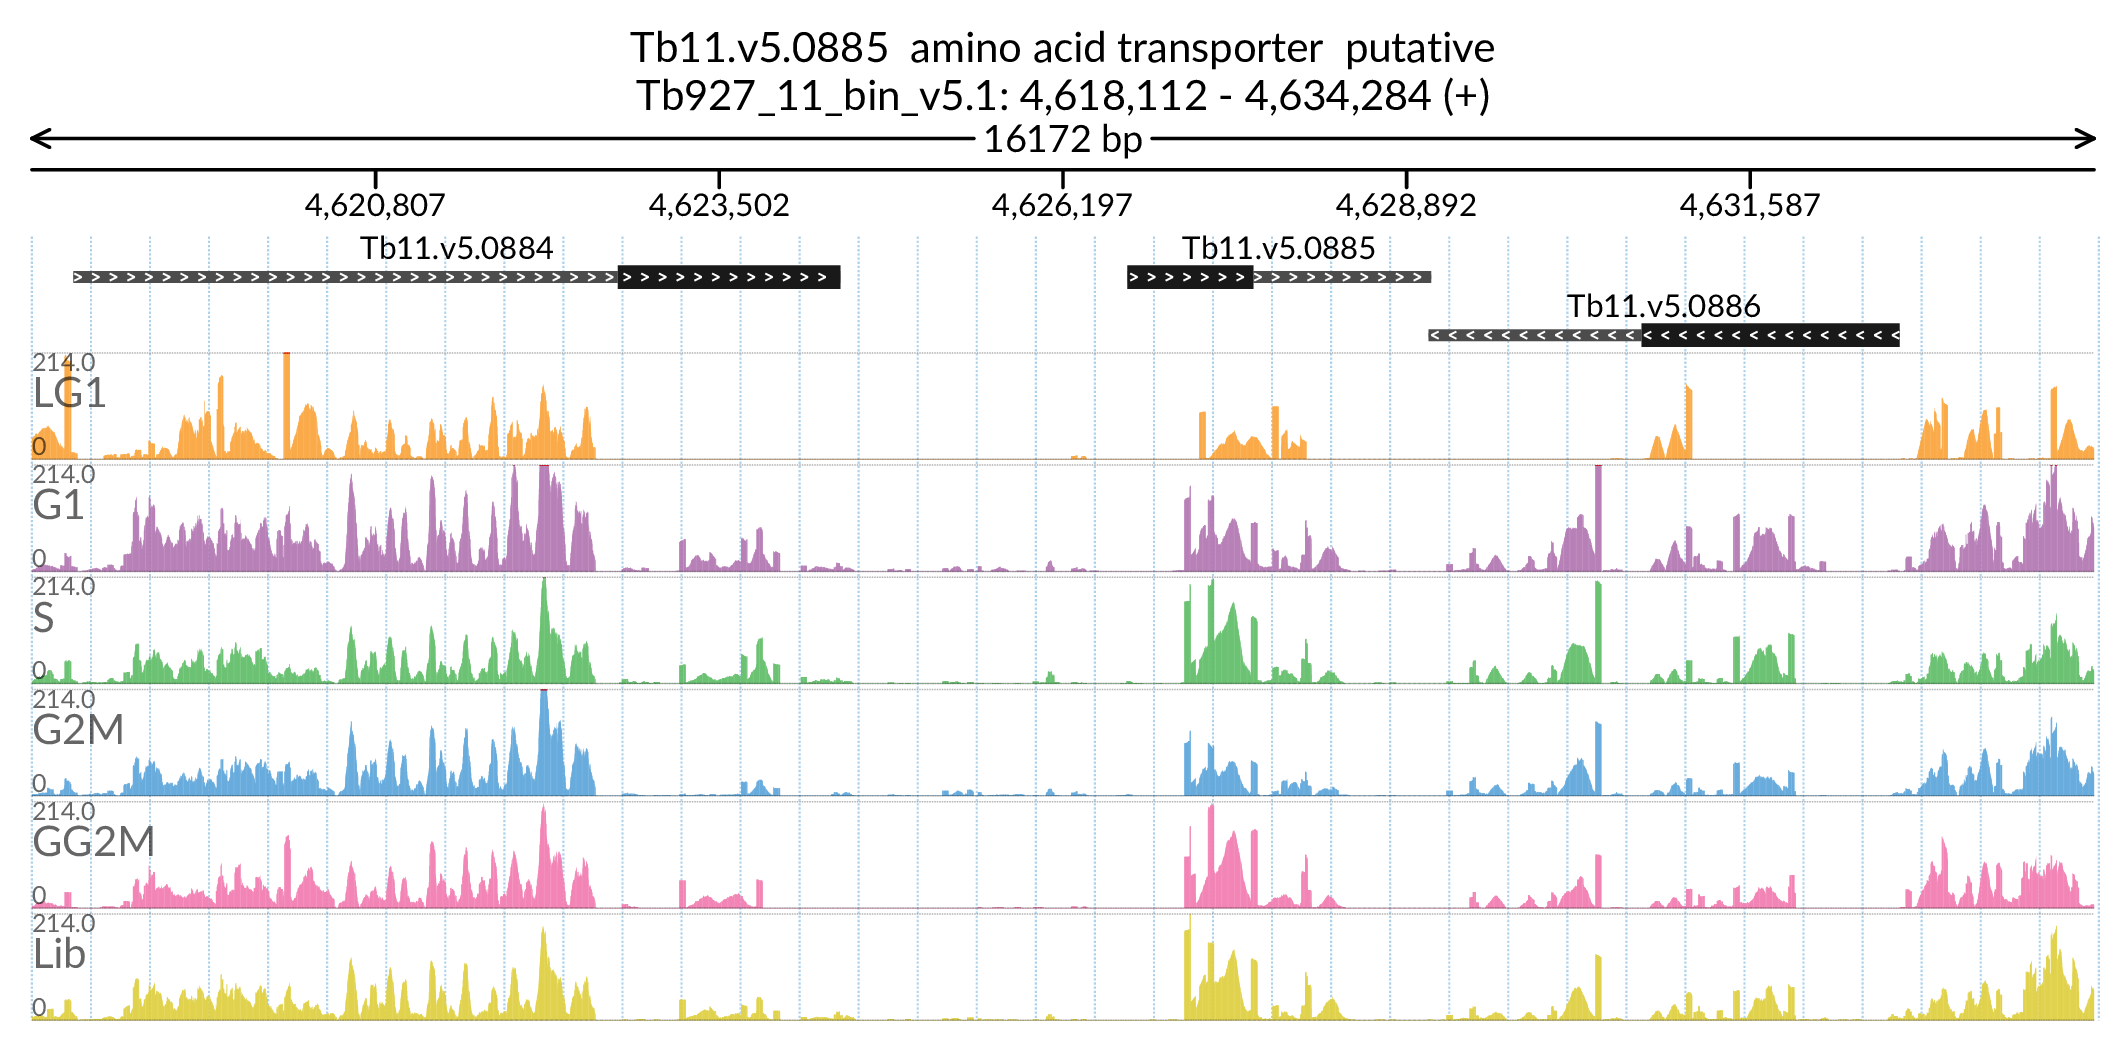 Tb11.v5.0885 amino acid transporter putative
Tb927_11_bin_v5.1: 4,618,112 - 4,634,284 (+)
16172 bp
4,620,807 4,623,502 4,626,197 4,628,892 4,631,587
Tb11.v5.0884 Tb11.v5.0885
Tb11.v5.0886
214.0
LG1
0
214.0
G1
0
214.0
S
0
214.0
G2M
0
214.0
GG2M
0
214.0
Lib
0